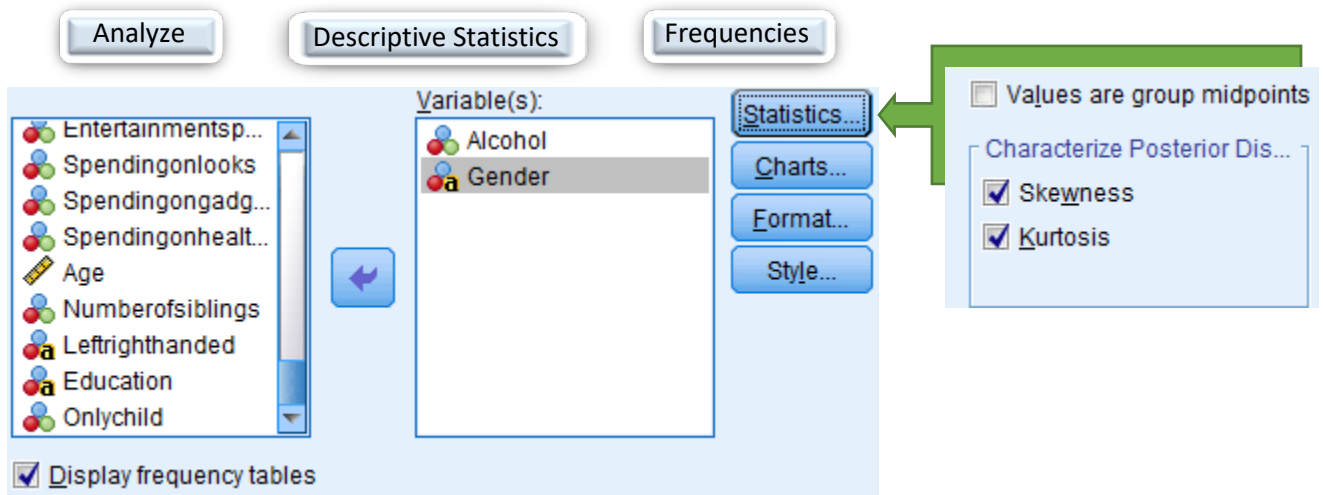 Analyze
Descriptive Statistics
Frequencies
Entertainmentsp...
Spendingonlooks
Spendingongadg...
Spendingonhealt...
Age
Numberofsiblings
Leftrighthanded
Education
Onlychild
Display frequency tables
Variable(s):
Alcohol
a Gender
Statistics...
Charts...
Format...
Style...
Values are group midpoints
Characterize Posterior Dis...
Skewness
Kurtosis